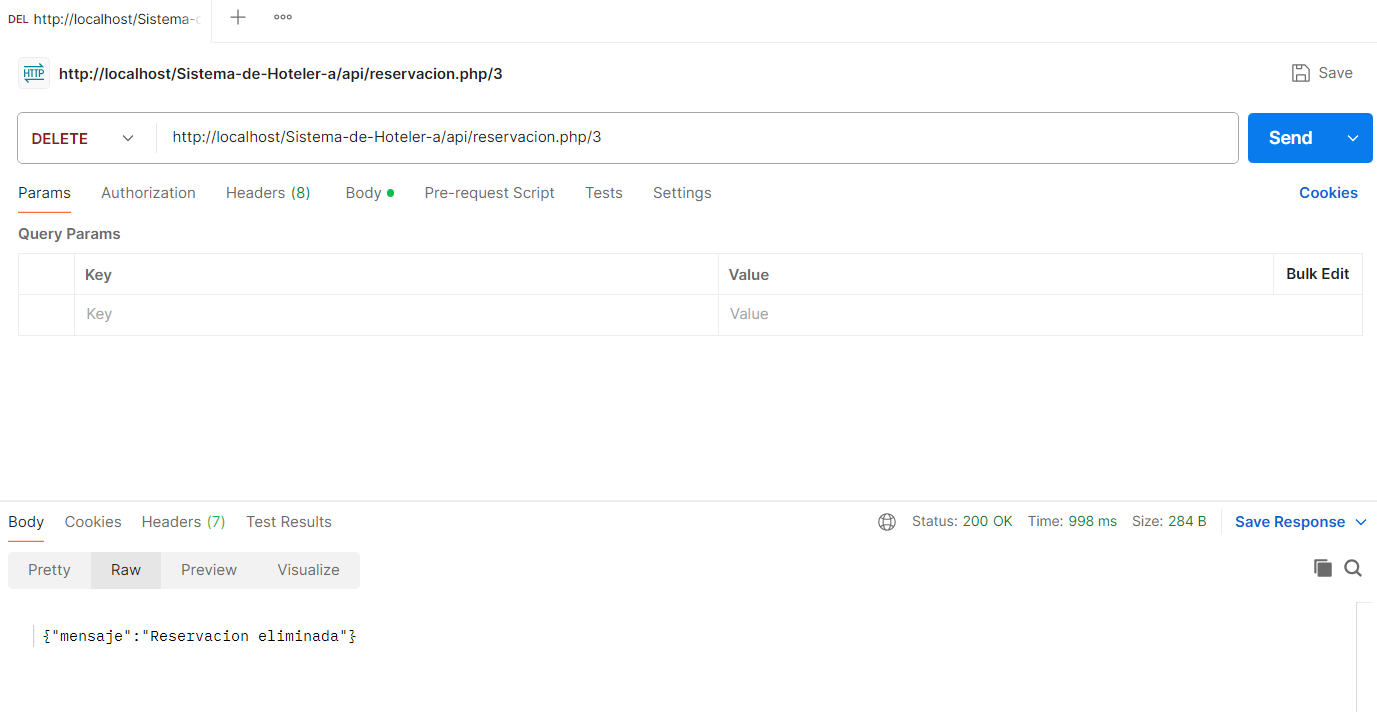 DEL http://localhost/Sistema-
HTTP http://localhost/Sistema-de-Hoteler-a/api/reservacion.php/3 Save
DELETE http://localhost/Sistema-de-Hoteler-a/api/reservacion.php/3 Send
Params Authorization Headers (8) Body Pre-request Script Tests Settings Cookies
Query Params
Key Value Bulk Edit
Key Value
Body Cookies Headers (7) Test Results Status: 200 OK Time: 998 ms Size: 284 B Save Response
Pretty Raw Preview Visualize
{"mensaje":"Reservacion eliminada"}